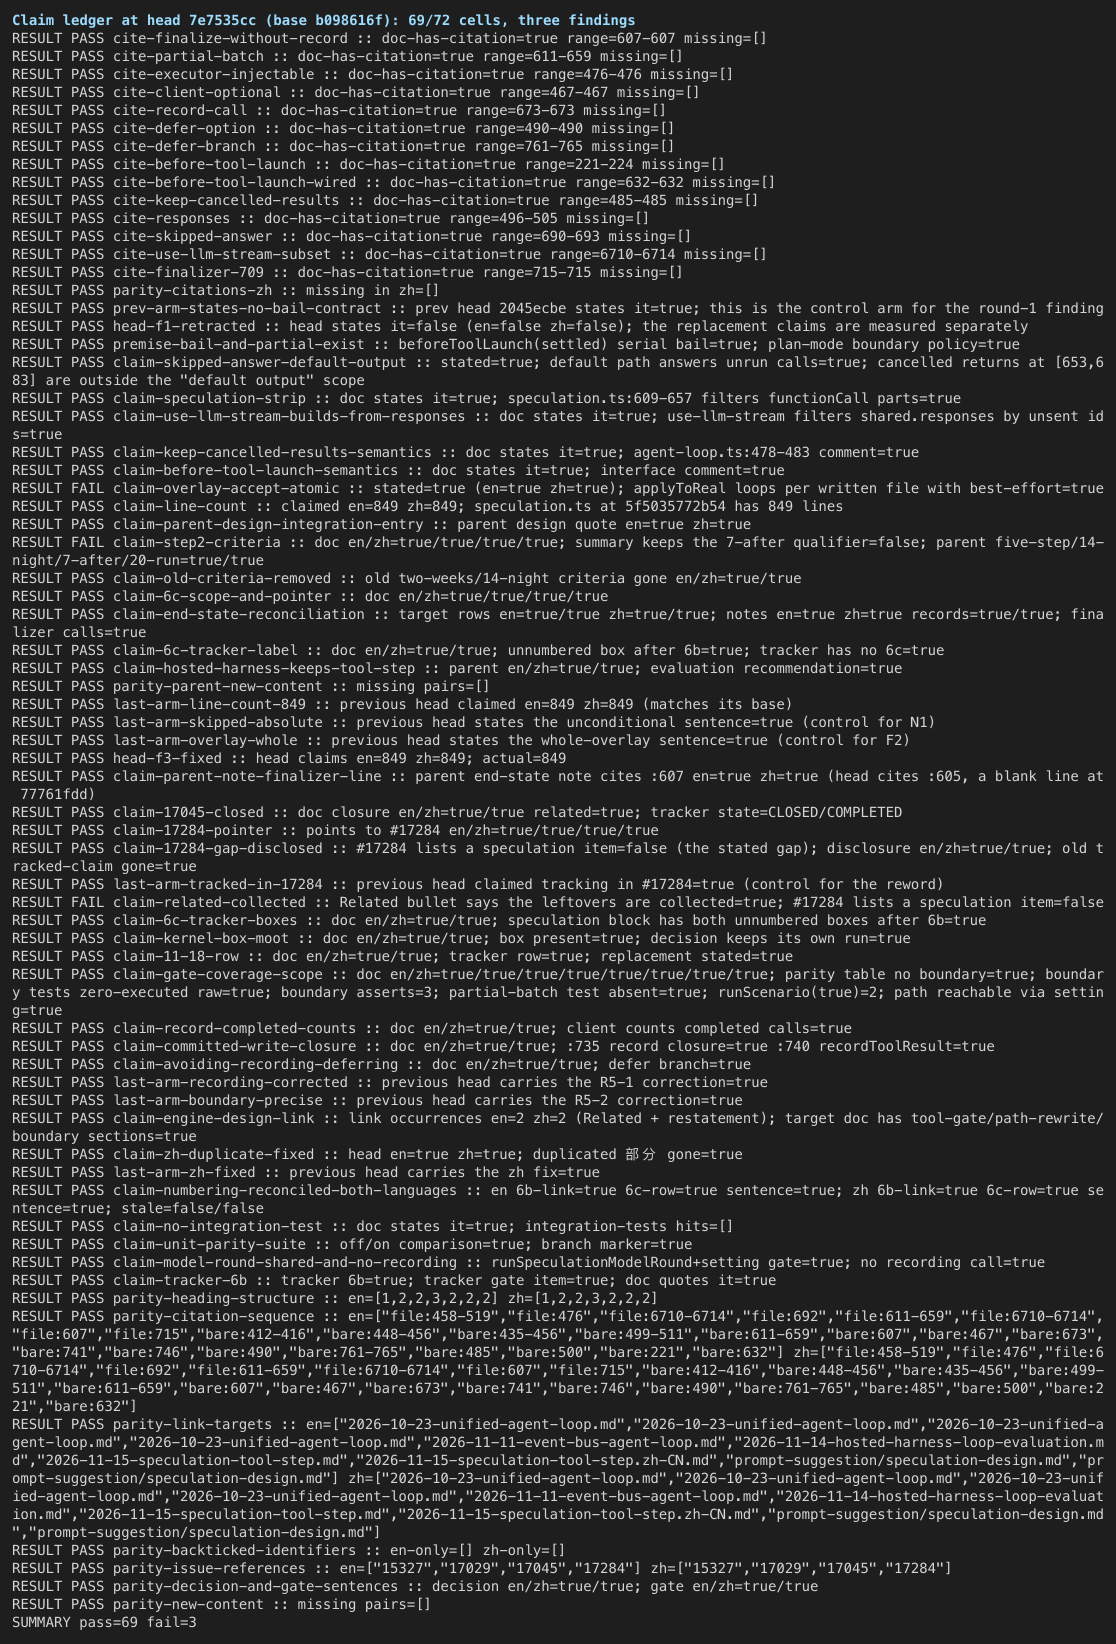 Claim ledger at head 7e7535cc (base b098616f): 69/72 cells, three findings
RESULT PASS cite-finalize-without-record :: doc-has-citation=true range=607-607 missing=[]
RESULT PASS cite-partial-batch :: doc-has-citation=true range=611-659 missing=[]
RESULT PASS cite-executor-injectable :: doc-has-citation=true range=476-476 missing=[]
RESULT PASS cite-client-optional :: doc-has-citation=true range=467-467 missing=[]
RESULT PASS cite-record-call :: doc-has-citation=true range=673-673 missing=[]
RESULT PASS cite-defer-option :: doc-has-citation=true range=490-490 missing=[]
RESULT PASS cite-defer-branch :: doc-has-citation=true range=761-765 missing=[]
RESULT PASS cite-before-tool-launch :: doc-has-citation=true range=221-224 missing=[]
RESULT PASS cite-before-tool-launch-wired :: doc-has-citation=true range=632-632 missing=[]
RESULT PASS cite-keep-cancelled-results :: doc-has-citation=true range=485-485 missing=[]
RESULT PASS cite-responses :: doc-has-citation=true range=496-505 missing=[]
RESULT PASS cite-skipped-answer :: doc-has-citation=true range=690-693 missing=[]
RESULT PASS cite-use-llm-stream-subset :: doc-has-citation=true range=6710-6714 missing=[]
RESULT PASS cite-finalizer-709 :: doc-has-citation=true range=715-715 missing=[]
RESULT PASS parity-citations-zh :: missing in zh=[]
RESULT PASS prev-arm-states-no-bail-contract :: prev head 2045ecbe states it=true; this is the control arm for the round-1 finding
RESULT PASS head-f1-retracted :: head states it=false (en=false zh=false); the replacement claims are measured separately
RESULT PASS premise-bail-and-partial-exist :: beforeToolLaunch(settled) serial bail=true; plan-mode boundary policy=true
RESULT PASS claim-skipped-answer-default-output :: stated=true; default path answers unrun calls=true; cancelled returns at [653,6
83] are outside the "default output" scope
RESULT PASS claim-speculation-strip :: doc states it=true; speculation.ts:609-657 filters functionCall parts=true
RESULT PASS claim-use-llm-stream-builds-from-responses :: doc states it=true; use-llm-stream filters shared.responses by unsent id
s=true
RESULT PASS claim-keep-cancelled-results-semantics :: doc states it=true; agent-loop.ts:478-483 comment=true
RESULT PASS claim-before-tool-launch-semantics :: doc states it=true; interface comment=true
RESULT FAIL claim-overlay-accept-atomic :: stated=true (en=true zh=true); applyToReal loops per written file with best-effort=true
RESULT PASS claim-line-count :: claimed en=849 zh=849; speculation.ts at 5f5035772b54 has 849 lines
RESULT PASS claim-parent-design-integration-entry :: parent design quote en=true zh=true
RESULT FAIL claim-step2-criteria :: doc en/zh=true/true/true/true; summary keeps the 7-after qualifier=false; parent five-step/14-
night/7-after/20-run=true/true
RESULT PASS claim-old-criteria-removed :: old two-weeks/14-night criteria gone en/zh=true/true
RESULT PASS claim-6c-scope-and-pointer :: doc en/zh=true/true/true/true
RESULT PASS claim-end-state-reconciliation :: target rows en=true/true zh=true/true; notes en=true zh=true records=true/true; fina
lizer calls=true
RESULT PASS claim-6c-tracker-label :: doc en/zh=true/true; unnumbered box after 6b=true; tracker has no 6c=true
RESULT PASS claim-hosted-harness-keeps-tool-step :: parent en/zh=true/true; evaluation recommendation=true
RESULT PASS parity-parent-new-content :: missing pairs=[]
RESULT PASS last-arm-line-count-849 :: previous head claimed en=849 zh=849 (matches its base)
RESULT PASS last-arm-skipped-absolute :: previous head states the unconditional sentence=true (control for N1)
RESULT PASS last-arm-overlay-whole :: previous head states the whole-overlay sentence=true (control for F2)
RESULT PASS head-f3-fixed :: head claims en=849 zh=849; actual=849
RESULT PASS claim-parent-note-finalizer-line :: parent end-state note cites :607 en=true zh=true (head cites :605, a blank line at
 77761fdd)
RESULT PASS claim-17045-closed :: doc closure en/zh=true/true related=true; tracker state=CLOSED/COMPLETED
RESULT PASS claim-17284-pointer :: points to #17284 en/zh=true/true/true/true
RESULT PASS claim-17284-gap-disclosed :: #17284 lists a speculation item=false (the stated gap); disclosure en/zh=true/true; old t
racked-claim gone=true
RESULT PASS last-arm-tracked-in-17284 :: previous head claimed tracking in #17284=true (control for the reword)
RESULT FAIL claim-related-collected :: Related bullet says the leftovers are collected=true; #17284 lists a speculation item=false
RESULT PASS claim-6c-tracker-boxes :: doc en/zh=true/true; speculation block has both unnumbered boxes after 6b=true
RESULT PASS claim-kernel-box-moot :: doc en/zh=true/true; box present=true; decision keeps its own run=true
RESULT PASS claim-11-18-row :: doc en/zh=true/true; tracker row=true; replacement stated=true
RESULT PASS claim-gate-coverage-scope :: doc en/zh=true/true/true/true/true/true/true/true; parity table no boundary=true; boundar
y tests zero-executed raw=true; boundary asserts=3; partial-batch test absent=true; runScenario(true)=2; path reachable via settin
g=true
RESULT PASS claim-record-completed-counts :: doc en/zh=true/true; client counts completed calls=true
RESULT PASS claim-committed-write-closure :: doc en/zh=true/true; :735 record closure=true :740 recordToolResult=true
RESULT PASS claim-avoiding-recording-deferring :: doc en/zh=true/true; defer branch=true
RESULT PASS last-arm-recording-corrected :: previous head carries the R5-1 correction=true
RESULT PASS last-arm-boundary-precise :: previous head carries the R5-2 correction=true
RESULT PASS claim-engine-design-link :: link occurrences en=2 zh=2 (Related + restatement); target doc has tool-gate/path-rewrite/
boundary sections=true
RESULT PASS claim-zh-duplicate-fixed :: head en=true zh=true; duplicated 部分 gone=true
RESULT PASS last-arm-zh-fixed :: previous head carries the zh fix=true
RESULT PASS claim-numbering-reconciled-both-languages :: en 6b-link=true 6c-row=true sentence=true; zh 6b-link=true 6c-row=true se
ntence=true; stale=false/false
RESULT PASS claim-no-integration-test :: doc states it=true; integration-tests hits=[]
RESULT PASS claim-unit-parity-suite :: off/on comparison=true; branch marker=true
RESULT PASS claim-model-round-shared-and-no-recording :: runSpeculationModelRound+setting gate=true; no recording call=true
RESULT PASS claim-tracker-6b :: tracker 6b=true; tracker gate item=true; doc quotes it=true
RESULT PASS parity-heading-structure :: en=[1,2,2,3,2,2,2] zh=[1,2,2,3,2,2,2]
RESULT PASS parity-citation-sequence :: en=["file:458-519","file:476","file:6710-6714","file:692","file:611-659","file:6710-6714",
"file:607","file:715","bare:412-416","bare:448-456","bare:435-456","bare:499-511","bare:611-659","bare:607","bare:467","bare:673",
"bare:741","bare:746","bare:490","bare:761-765","bare:485","bare:500","bare:221","bare:632"] zh=["file:458-519","file:476","file:6
710-6714","file:692","file:611-659","file:6710-6714","file:607","file:715","bare:412-416","bare:448-456","bare:435-456","bare:499-
511","bare:611-659","bare:607","bare:467","bare:673","bare:741","bare:746","bare:490","bare:761-765","bare:485","bare:500","bare:2
21","bare:632"]
RESULT PASS parity-link-targets :: en=["2026-10-23-unified-agent-loop.md","2026-10-23-unified-agent-loop.md","2026-10-23-unified-a
gent-loop.md","2026-10-23-unified-agent-loop.md","2026-11-11-event-bus-agent-loop.md","2026-11-14-hosted-harness-loop-evaluation.m
d","2026-11-15-speculation-tool-step.md","2026-11-15-speculation-tool-step.zh-CN.md","prompt-suggestion/speculation-design.md","pr
ompt-suggestion/speculation-design.md"] zh=["2026-10-23-unified-agent-loop.md","2026-10-23-unified-agent-loop.md","2026-10-23-unif
ied-agent-loop.md","2026-10-23-unified-agent-loop.md","2026-11-11-event-bus-agent-loop.md","2026-11-14-hosted-harness-loop-evaluat
ion.md","2026-11-15-speculation-tool-step.md","2026-11-15-speculation-tool-step.zh-CN.md","prompt-suggestion/speculation-design.md
","prompt-suggestion/speculation-design.md"]
RESULT PASS parity-backticked-identifiers :: en-only=[] zh-only=[]
RESULT PASS parity-issue-references :: en=["15327","17029","17045","17284"] zh=["15327","17029","17045","17284"]
RESULT PASS parity-decision-and-gate-sentences :: decision en/zh=true/true; gate en/zh=true/true
RESULT PASS parity-new-content :: missing pairs=[]
SUMMARY pass=69 fail=3